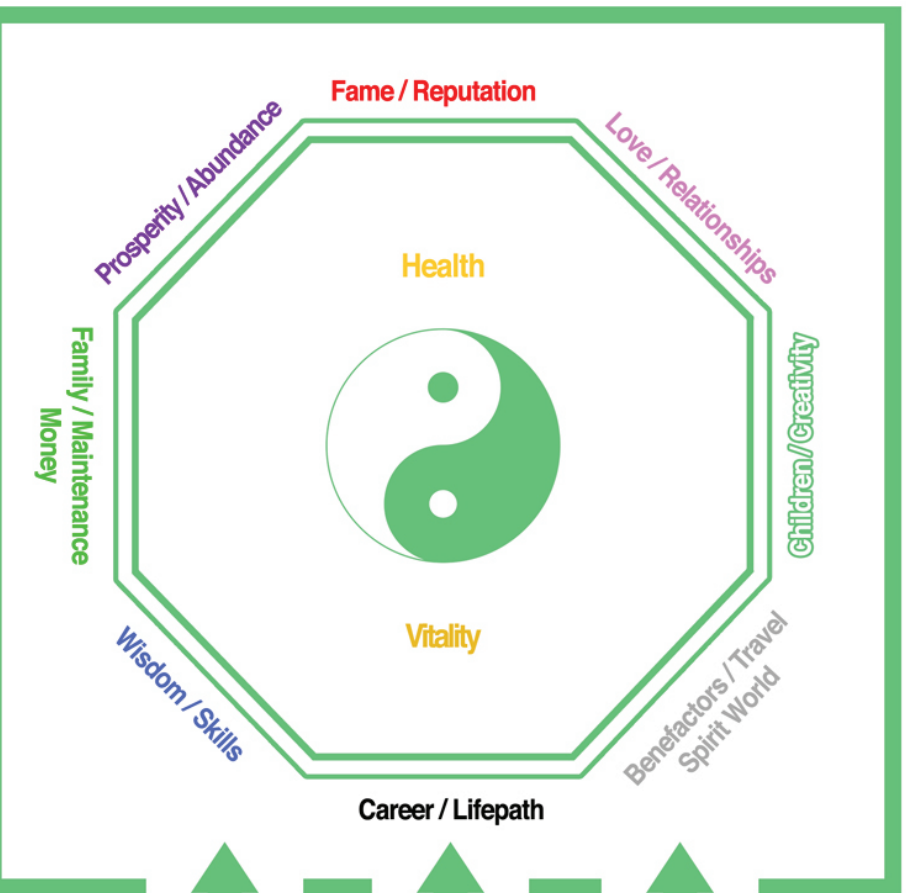 Fame / Reputation
Prosperity / Abundance
Love / Relationships
Health
Family / Maintenance
Money
Children / Creativity
Vitality
Wisdom / Skills
Benefactors / Travel
Spirit World
Career / Lifepath